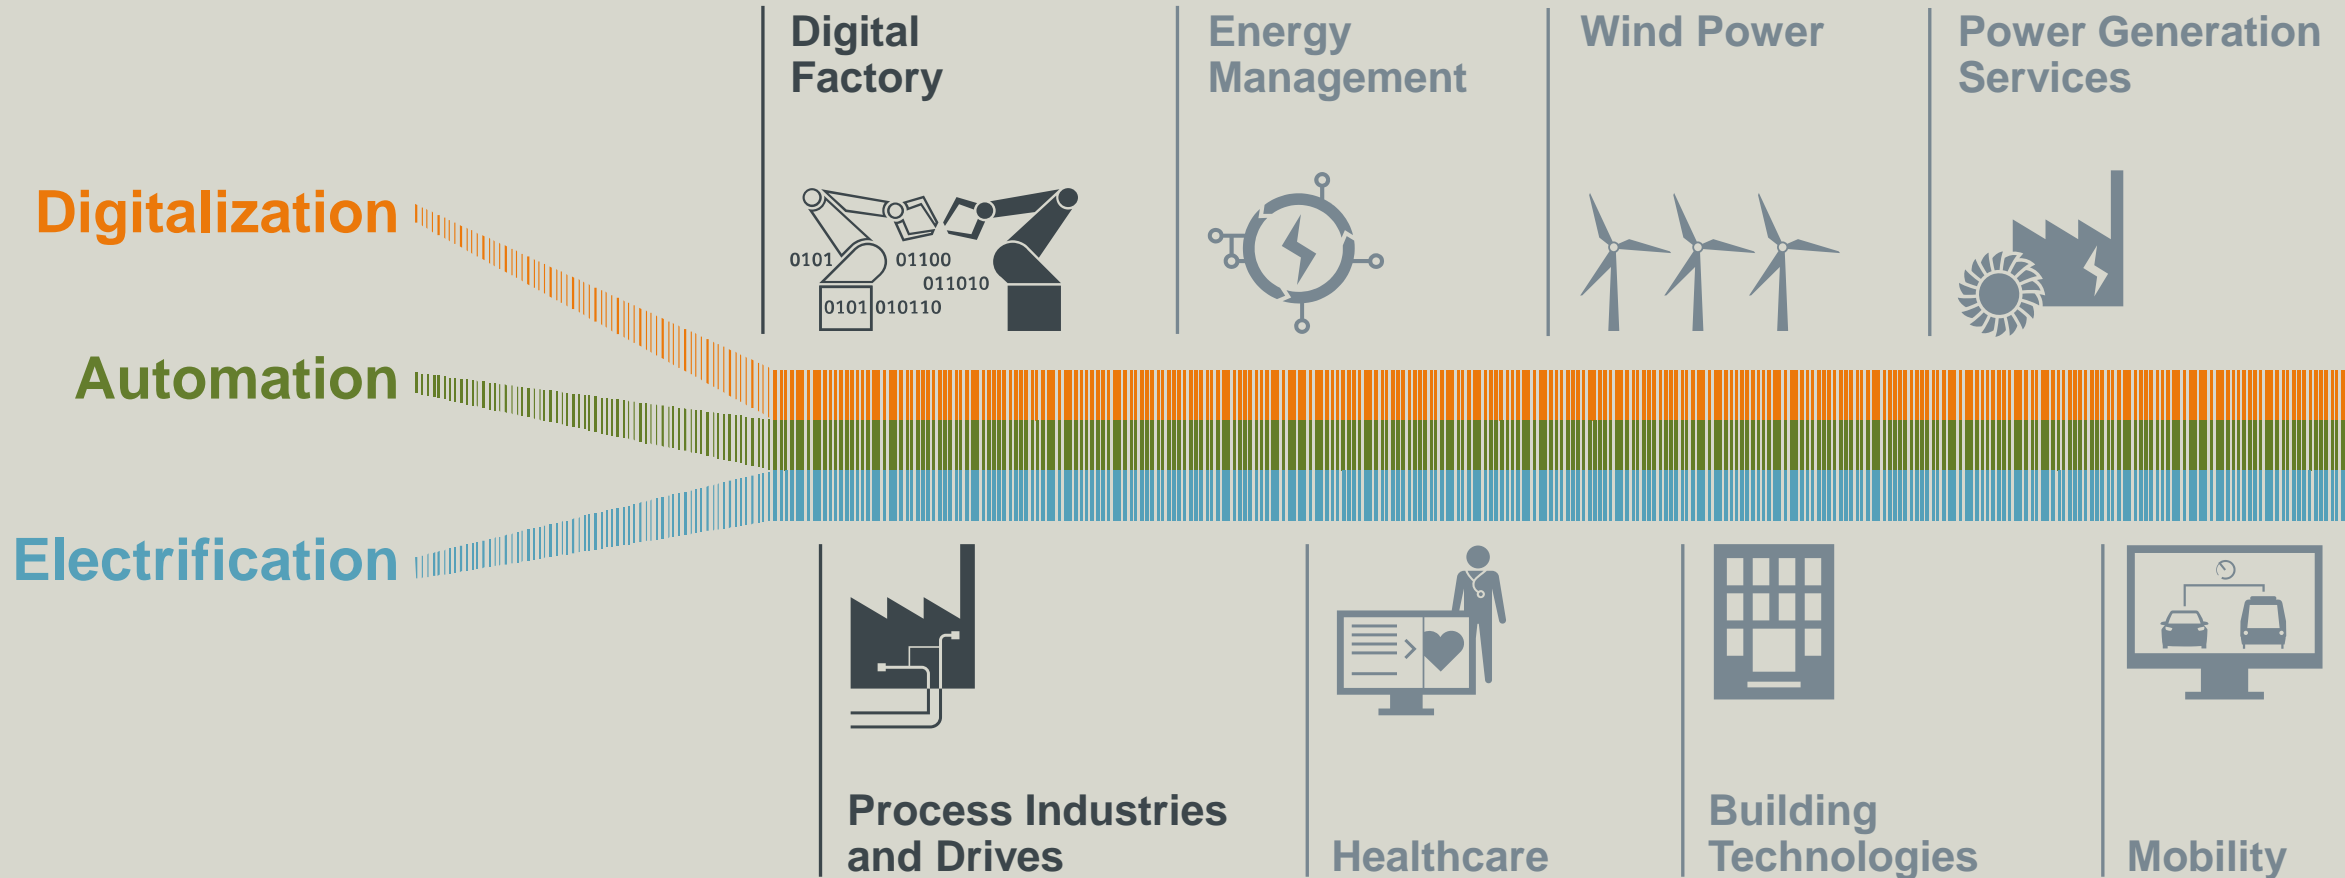 Digital
Factory
Energy
Management
Wind Power
Power Generation
Services
Digitalization
0101
01100
011010
0101
010110
Automation
Electrification
Process Industries
and Drives
Healthcare
Building
Technologies
Mobility